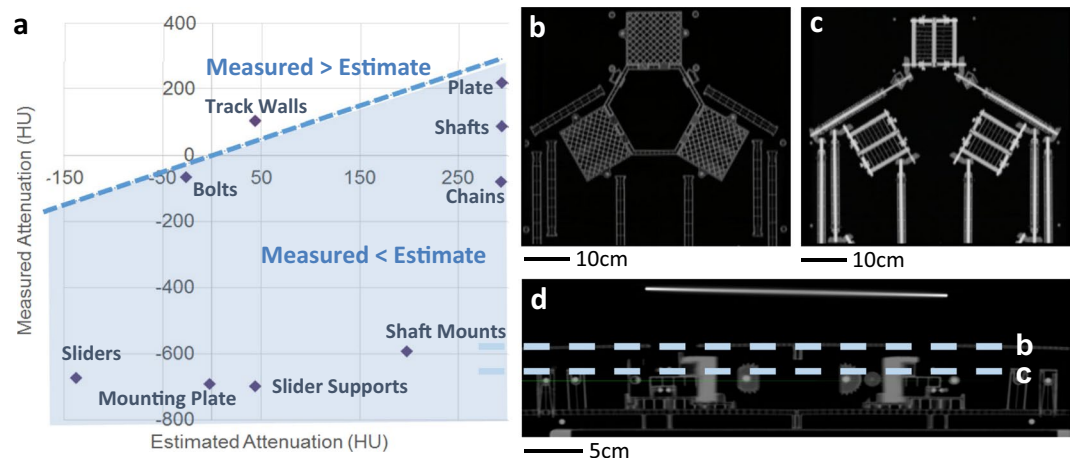 a
400
200
0
-200
-400
-600
-800
-150
-50
50
150
250
Measured Attenuation (HU)
Estimated Attenuation (HU)
Measured > Estimate
Track Walls
Plate
Shafts
Bolts
Chains
Measured < Estimate
Shaft Mounts
Sliders
Mounting Plate
Slider Supports
b
10cm
c
10cm
d
b
c
5cm